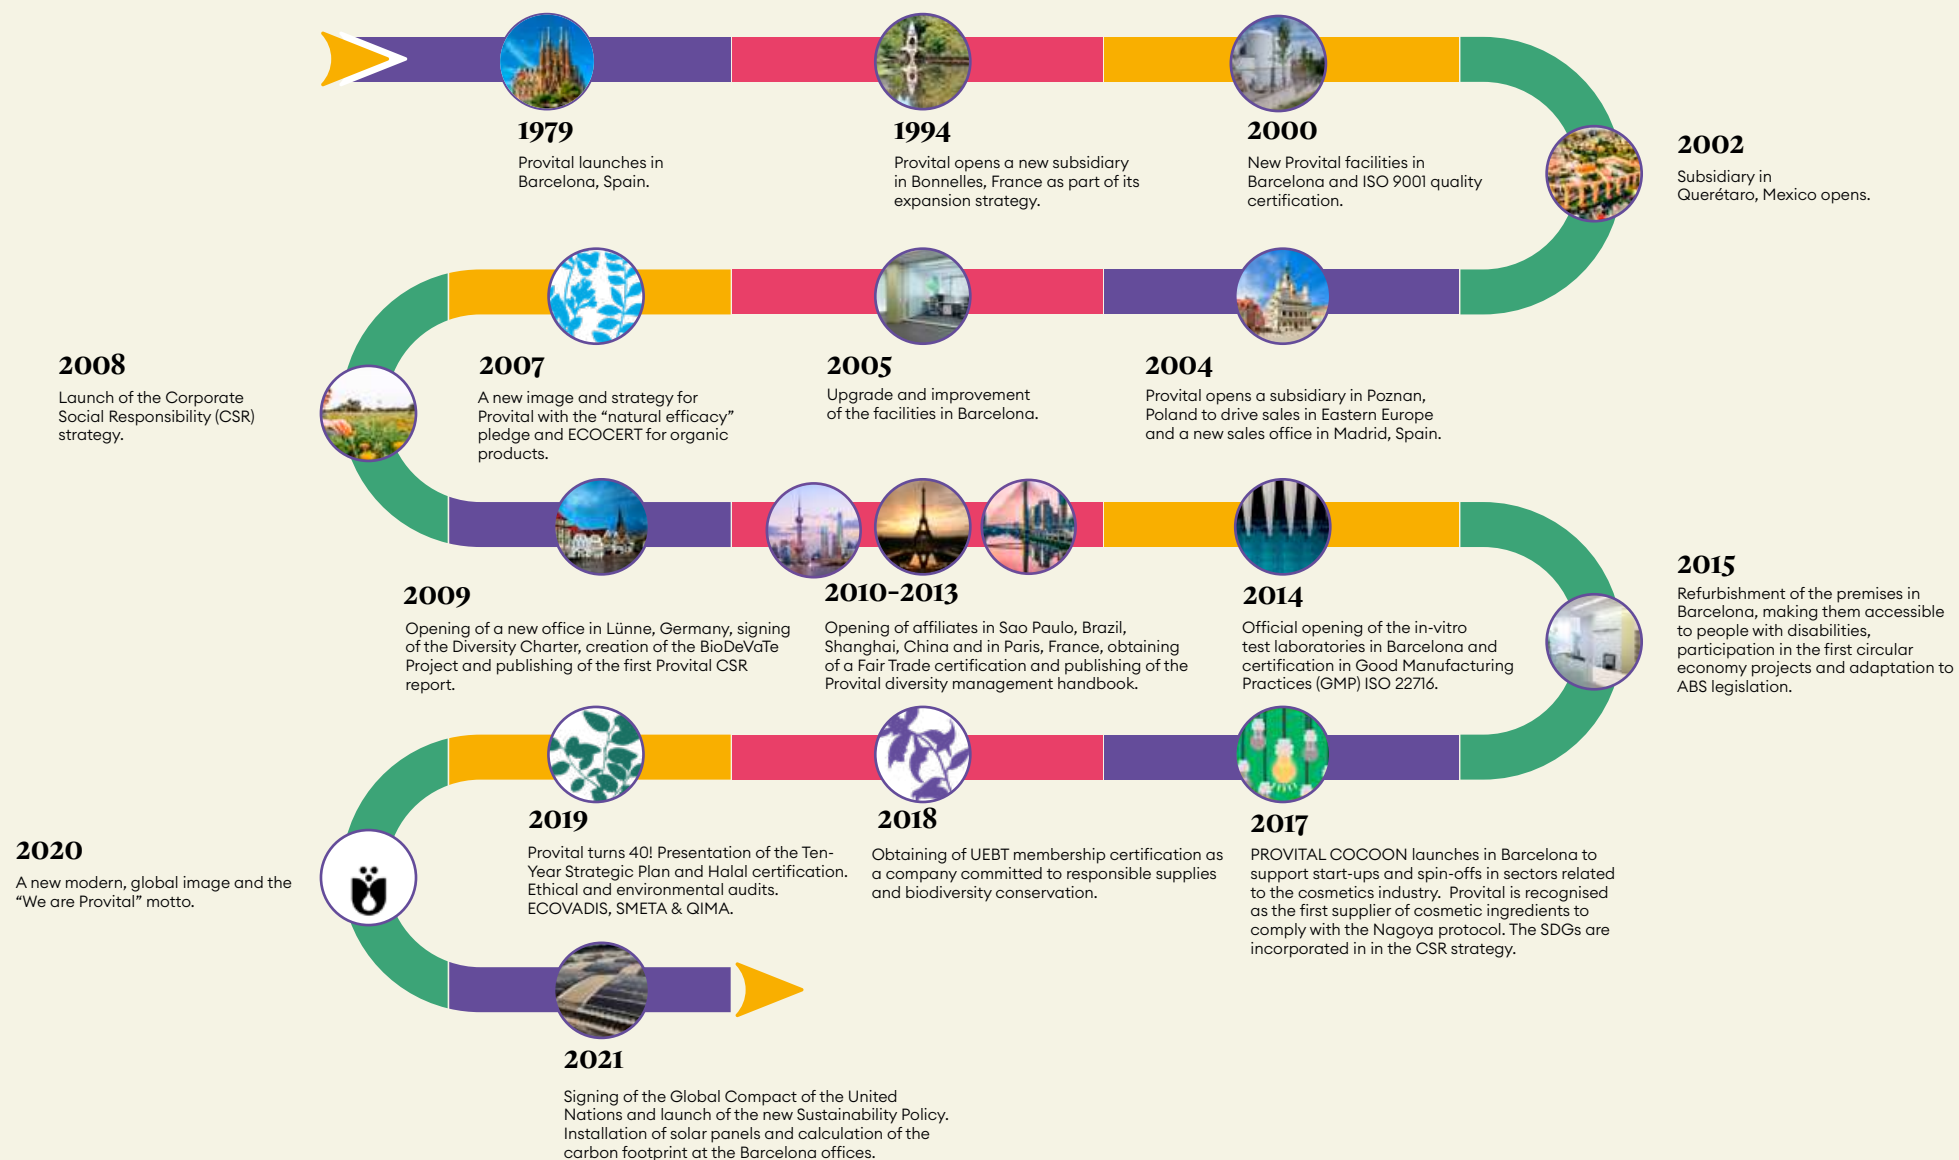 1979
Provital launches in
Barcelona, Spain.
1994
Provital opens a new subsidiary
in Bonnelles, France as part of its
expansion strategy.
2000
New Provital facilities in
Barcelona and ISO 9001 quality
certification.
2002
Subsidiary in
Querétaro, Mexico opens.
2004
Provital opens a subsidiary in Poznan,
Poland to drive sales in Eastern Europe
and a new sales office in Madrid, Spain.
2005
Upgrade and improvement
of the facilities in Barcelona.
2007
A new image and strategy for
Provital with the “natural efficacy”
pledge and ECOCERT for organic
products.
2008
Launch of the Corporate
Social Responsibility (CSR)
strategy.
2009
Opening of a new office in Lünne, Germany, signing
of the Diversity Charter, creation of the BioDeVaTe
Project and publishing of the first Provital CSR
report.
2010-2013
Opening of affiliates in Sao Paulo, Brazil,
Shanghai, China and in Paris, France, obtaining
of a Fair Trade certification and publishing of the
Provital diversity management handbook.
2014
Official opening of the in-vitro
test laboratories in Barcelona and
certification in Good Manufacturing
Practices (GMP) ISO 22716.
2015
Refurbishment of the premises in
Barcelona, making them accessible
to people with disabilities,
participation in the first circular
economy projects and adaptation to
ABS legislation.
2017
PROVITAL COCOON launches in Barcelona to
support start-ups and spin-offs in sectors related
to the cosmetics industry. Provital is recognised
as the first supplier of cosmetic ingredients to
comply with the Nagoya protocol. The SDGs are
incorporated in in the CSR strategy.
2018
Obtaining of UEBT membership certification as
a company committed to responsible supplies
and biodiversity conservation.
2019
Provital turns 40! Presentation of the Ten-
Year Strategic Plan and Halal certification.
Ethical and environmental audits.
ECOVADIS, SMETA & QIMA.
2020
A new modern, global image and the
“We are Provital” motto.
2021
Signing of the Global Compact of the United
Nations and launch of the new Sustainability Policy.
Installation of solar panels and calculation of the
carbon footprint at the Barcelona offices.